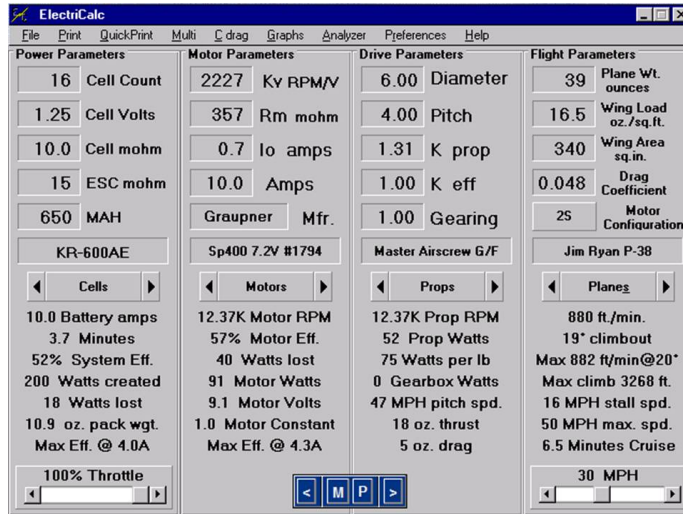 ElectriCalc
File Print QuickPrint Multi C drag Graphs Analyzer Preferences Help
Power Parameters
16 Cell Count
1.25 Cell Volts
10.0 Cell mohm
15 ESC mohm
650 MAH
KR-600AE
Cells
10.0 Battery amps
3.7 Minutes
52% System Eff.
200 Watts created
18 Watts lost
10.9 oz. pack wgt.
Max Eff. @ 4.0A
100% Throttle
Motor Parameters
2227 Kv RPM/V
357 Rm mohm
0.7 Io amps
10.0 Amps
Graupner Mfr.
Sp400 7.2V #1794
Motors
12.37K Motor RPM
57% Motor Eff.
40 Watts lost
91 Motor Watts
9.1 Motor Volts
1.0 Motor Constant
Max Eff. @ 4.3A
Drive Parameters
6.00 Diameter
4.00 Pitch
1.31 K prop
1.00 K eff
1.00 Gearing
Master Airscrew G/F
Props
12.37K Prop RPM
52 Prop Watts
75 Watts per lb
0 Gearbox Watts
47 MPH pitch spd.
18 oz. thrust
5 oz. drag
< M P >
Flight Parameters
39 Plane Wt.
ounces
16.5 Wing Load
oz./sq.ft.
340 Wing Area
sq.in.
0.048 Drag
Coefficient
2S Motor
Configuration
Jim Ryan P-38
Planes
880 ft./min.
19° climbout
Max 882 ft/min@20°
Max climb 3268 ft.
16 MPH stall spd.
50 MPH max. spd.
6.5 Minutes Cruise
30 MPH